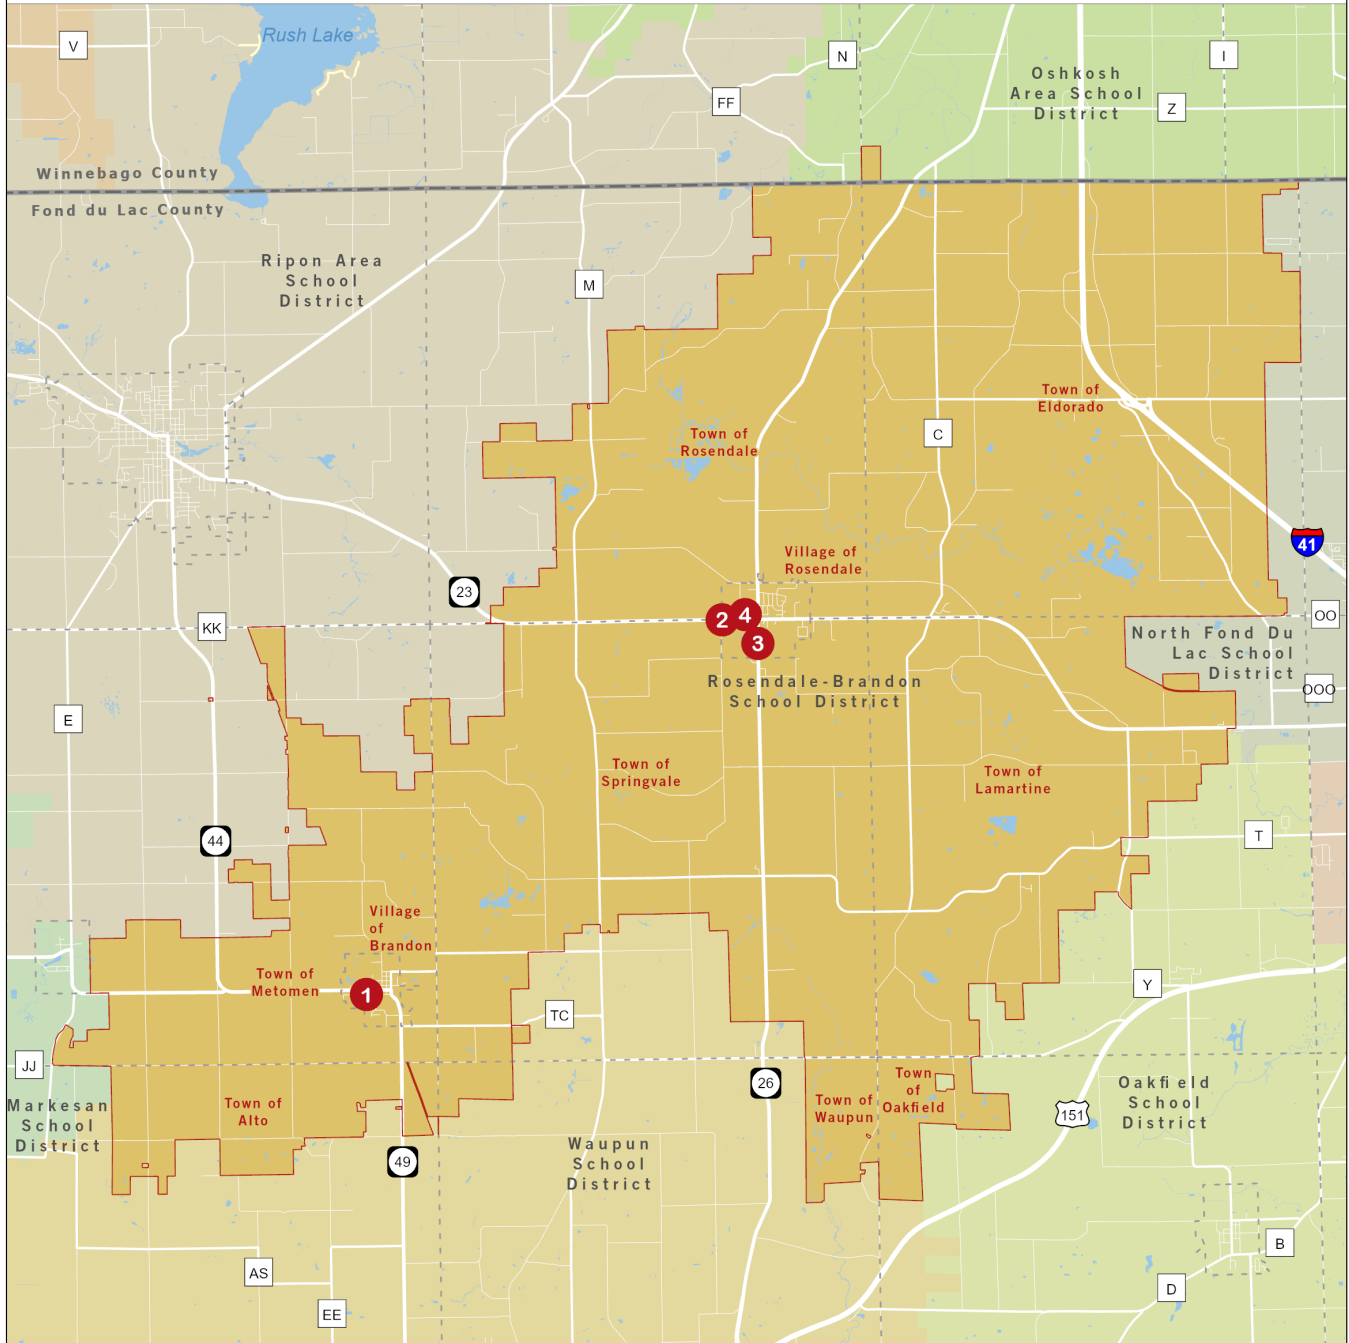 Rush Lake
V
N
I
Oshkosh
Area School
District
FF
Z
Winnebago County
Fond du Lac County
Ripon Area
School
District
M
Town of
Eldorado
Town of
Rosendale
C
41
Village of
Rosendale
23
2
4
3
KK
OO
North Fond Du
Lac School
District
OOO
Rosendale-Brandon
School District
E
Town of
Springvale
Town of
Lamartine
44
T
Village
of
Brandon
Town of
Metomen
1
Y
TC
JJ
26
Town
of
Oakfield
Town of
Waupun
151
Oakfield
School
District
Markesan
School
District
Town of
Alto
Waupun
School
District
49
B
AS
D
EE